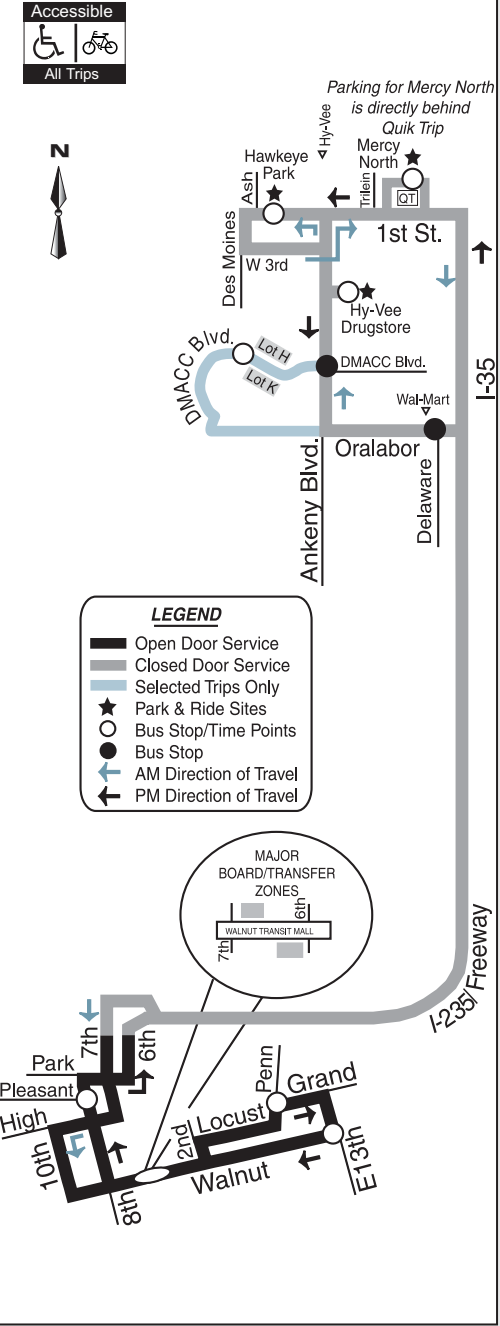 Accessible
All Trips
Parking for Mercy North
is directly behind
Quik Trip
N
Hy-Vee
Mercy
North
Hawkeye
Park
Ash
Trilein
QT
1st St.
Des Moines
W 3rd
Hy-Vee
Drugstore
I-35
DMACC Blvd.
Lot H
Lot K
DMACC Blvd.
Wal-Mart
Oralabor
Ankeny Blvd.
Delaware
LEGEND
Open Door Service
Closed Door Service
Selected Trips Only
Park & Ride Sites
Bus Stop/Time Points
Bus Stop
AM Direction of Travel
PM Direction of Travel
MAJOR
BOARD/TRANSFER
ZONES
6th
WALNUT TRANSIT MALL
7th
I-235/Freeway
7th
6th
Park
Pleasant
High
Penn
Grand
Locust
2nd
10th
Walnut
8th
E13th